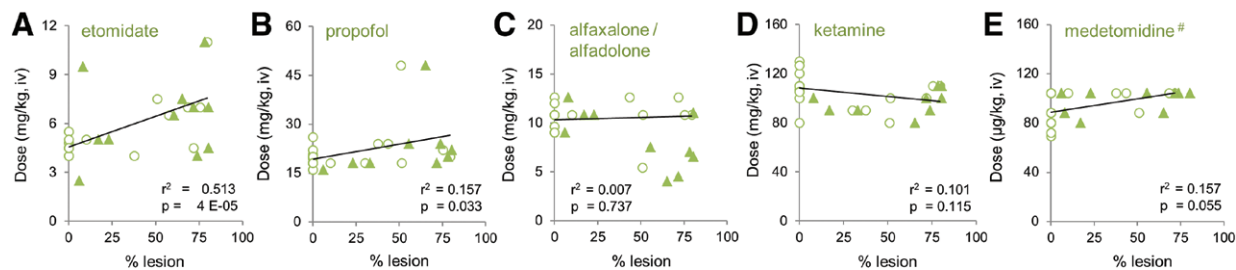 A etomidate
Dose (mg/kg, iv)
12
9
6
3
0
r² = 0.513
p = 4 E-05
0 25 50 75 100
% lesion
B propofol
Dose (mg/kg, iv)
60
45
30
15
0
r² = 0.157
p = 0.033
0 25 50 75 100
% lesion
C alfaxalone /
alfadolone
Dose (mg/kg, iv)
20
15
10
5
0
r² = 0.007
p = 0.737
0 25 50 75 100
% lesion
D ketamine
Dose (mg/kg, iv)
160
120
80
40
0
r² = 0.101
p = 0.115
0 25 50 75 100
% lesion
E medetomidine #
Dose (µg/kg, iv)
160
120
80
40
0
r² = 0.157
p = 0.055
0 25 50 75 100
% lesion